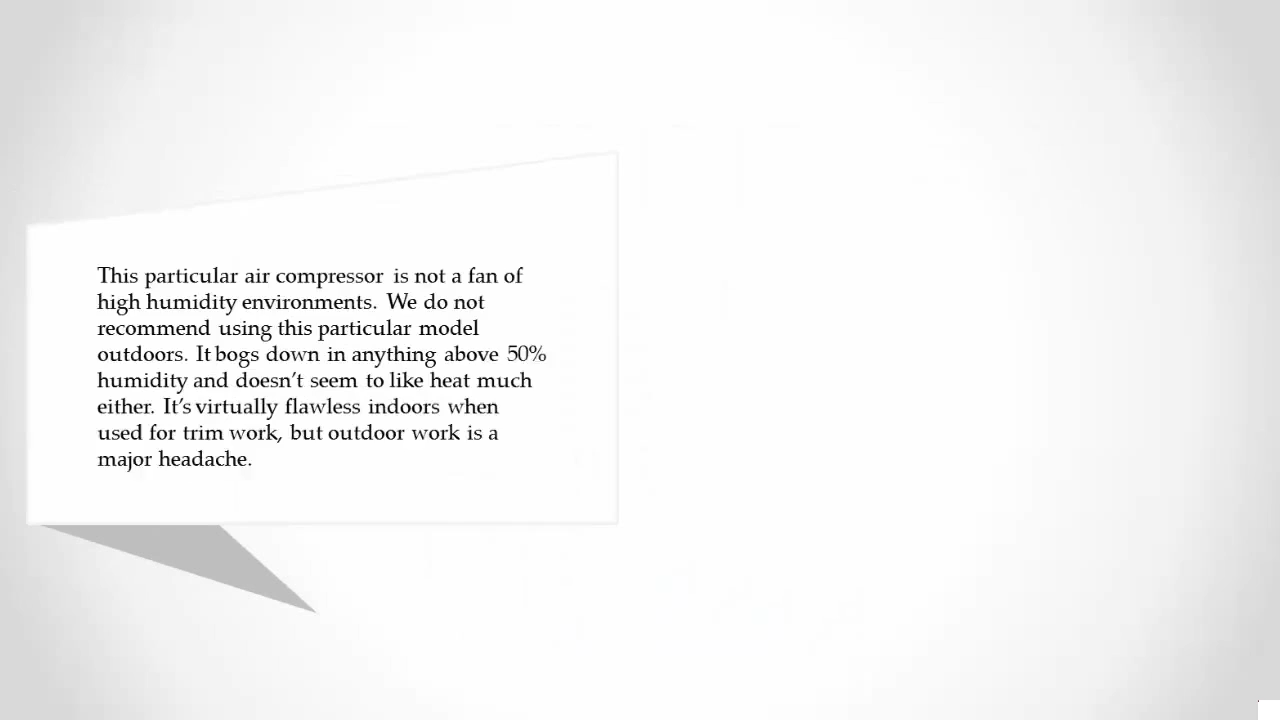 This particular air compressor is not a fan of
high humidity environments. We do not
recommend using this particular model
outdoors. It bogs down in anything above 50%
humidity and doesn't seem to like heat much
either. It's virtually flawless indoors when
used for trim work, but outdoor work is a
major headache.